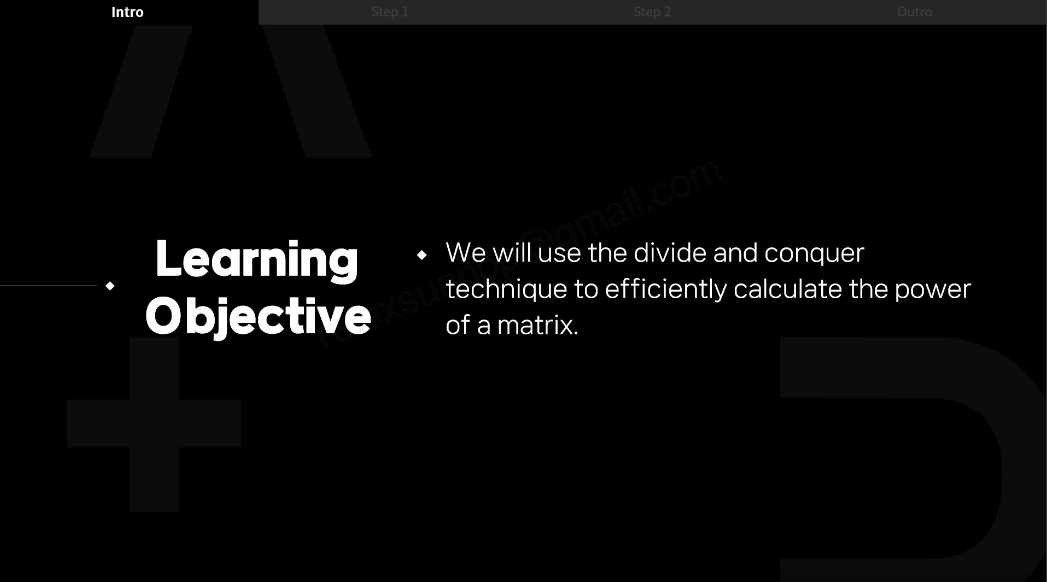 Intro
Step 1
Step 2
Outro
Learning
Objective
We will use the divide and conquer
technique to efficiently calculate the power
of a matrix.